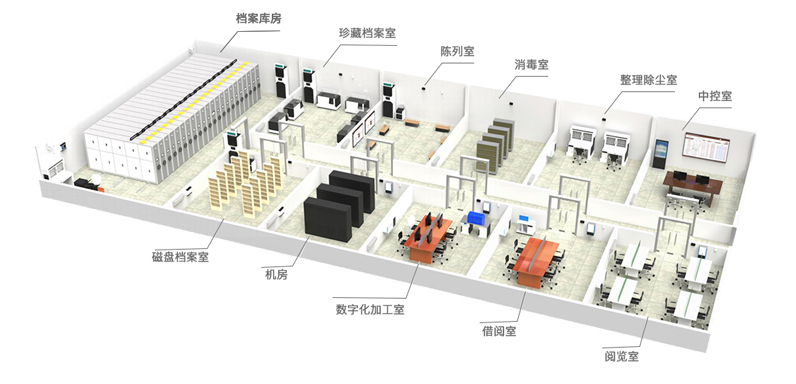 档案库房
珍藏档案室
陈列室
消毒室
整理除尘室
中控室
磁盘档案室
机房
数字化加工室
借阅室
阅览室